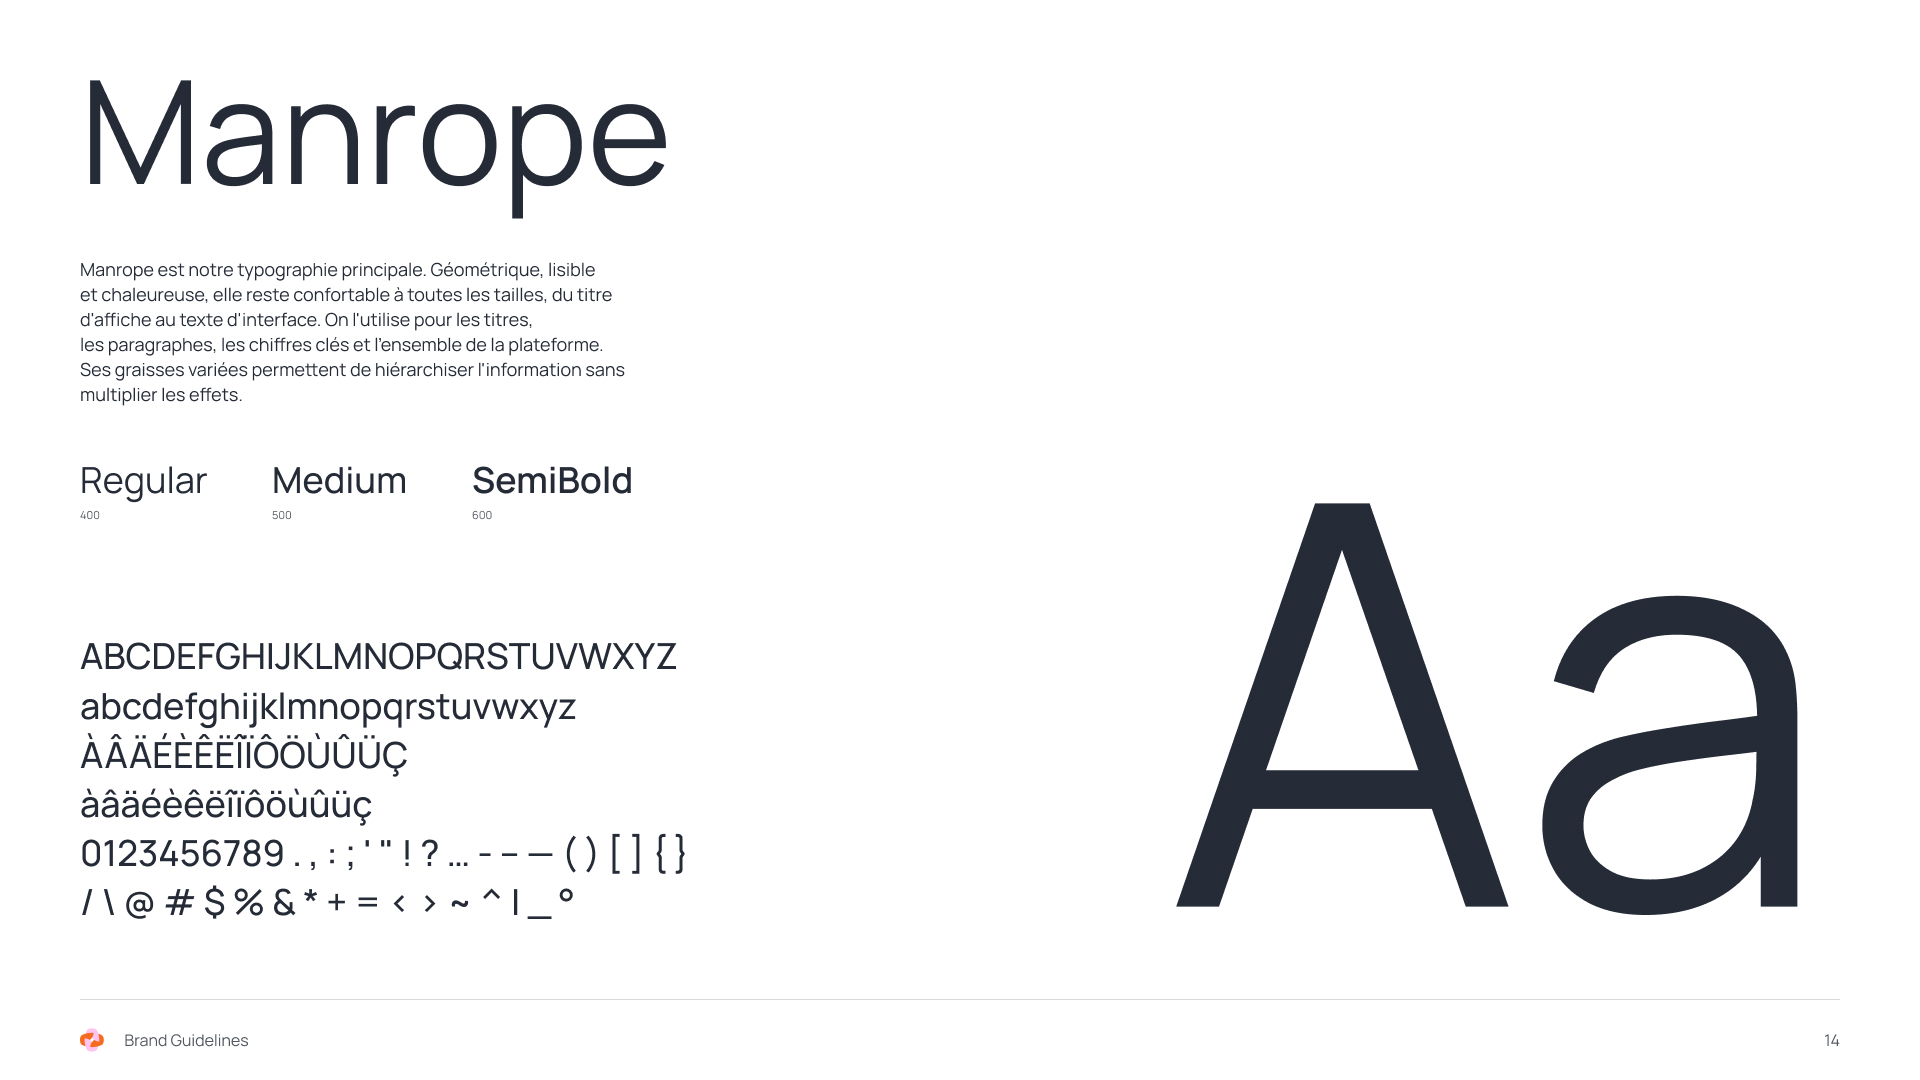 Manrope
Manrope est notre typographie principale. Géométrique, lisible
et chaleureuse, elle reste confortable à toutes les tailles, du titre
d'affiche au texte d'interface. On l'utilise pour les titres,
les paragraphes, les chiffres clés et l'ensemble de la plateforme.
Ses graisses variées permettent de hiérarchiser l'information sans
multiplier les effets.
Regular Medium SemiBold
400 500 600
ABCDEFGHIJKLMNOPQRSTUVWXYZ
abcdefghijklmnopqrstuvwxyz
ÀÂÄÉÈÊËÎÏÔÖÙÛÜÇ
àâäéèêëîïôöùûüç
0123456789 . , : ; ' " ! ? … - – — ( ) [ ] { }
/ \ @ # $ % & * + = < > ~ ^ | _ °
Aa
Brand Guidelines
14